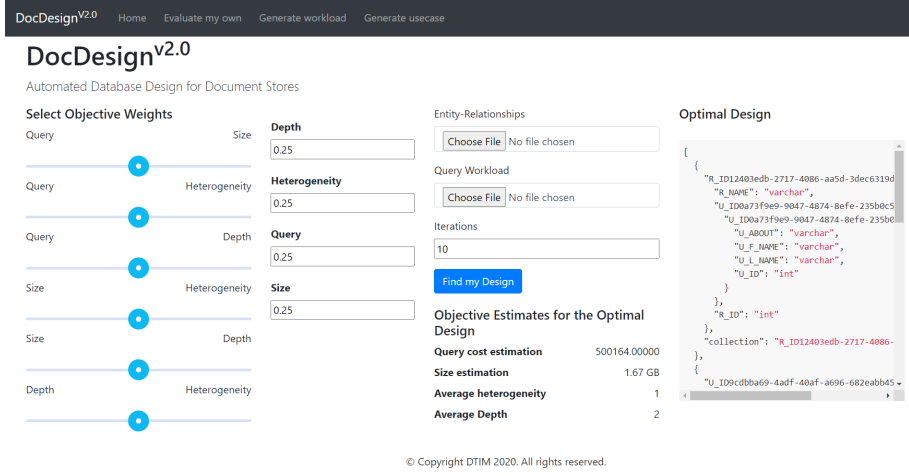 DocDesignV2.0 Home Evaluate my own Generate workload Generate usecase
DocDesignv2.0
Automated Database Design for Document Stores
Select Objective Weights
Query Size
Query Heterogeneity
Query Depth
Size Heterogeneity
Size Depth
Depth Heterogeneity
Depth
0.25
Heterogeneity
0.25
Query
0.25
Size
0.25
Entity-Relationships
Choose File No file chosen
Query Workload
Choose File No file chosen
Iterations
10
Find my Design
Objective Estimates for the Optimal
Design
Query cost estimation 500164.00000
Size estimation 1.67 GB
Average heterogeneity 1
Average Depth 2
Optimal Design
[
{
"R_ID12403edb-2717-4086-aa5d-3dec6319d
"R_NAME": "varchar",
"U_ID0a73f9e9-9047-4874-8efe-235b0c5
"U_ID0a73f9e9-9047-4874-8efe-235b0
"U_ABOUT": "varchar",
"U_F_NAME": "varchar",
"U_L_NAME": "varchar",
"U_ID": "int"
}
},
"R_ID": "int"
},
"collection": "R_ID12403edb-2717-4086-
},
{
"U_ID9cdbba69-4adf-40af-a696-682eabb45
© Copyright DTIM 2020. All rights reserved.